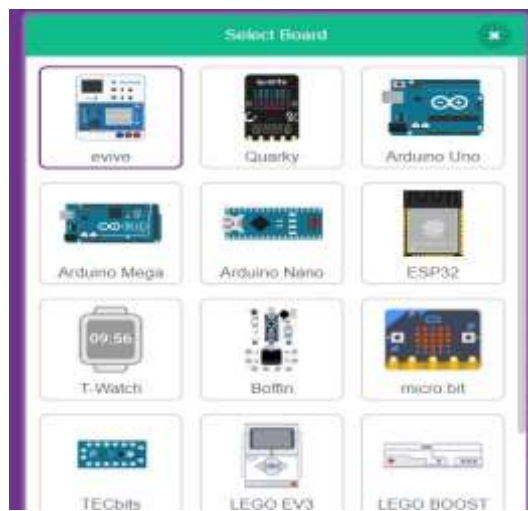 Select Board
evive
Quarky
Arduino Uno
Arduino Mega
Arduino Nano
ESP32
09:56
T-Watch
Boffin
micro:bit
TECbits
LEGO EV3
LEGO BOOST